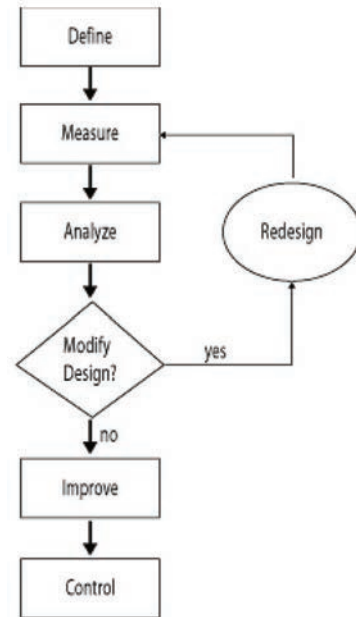 Define
Measure
Analyze
Redesign
Modify
Design?
yes
no
Improve
Control